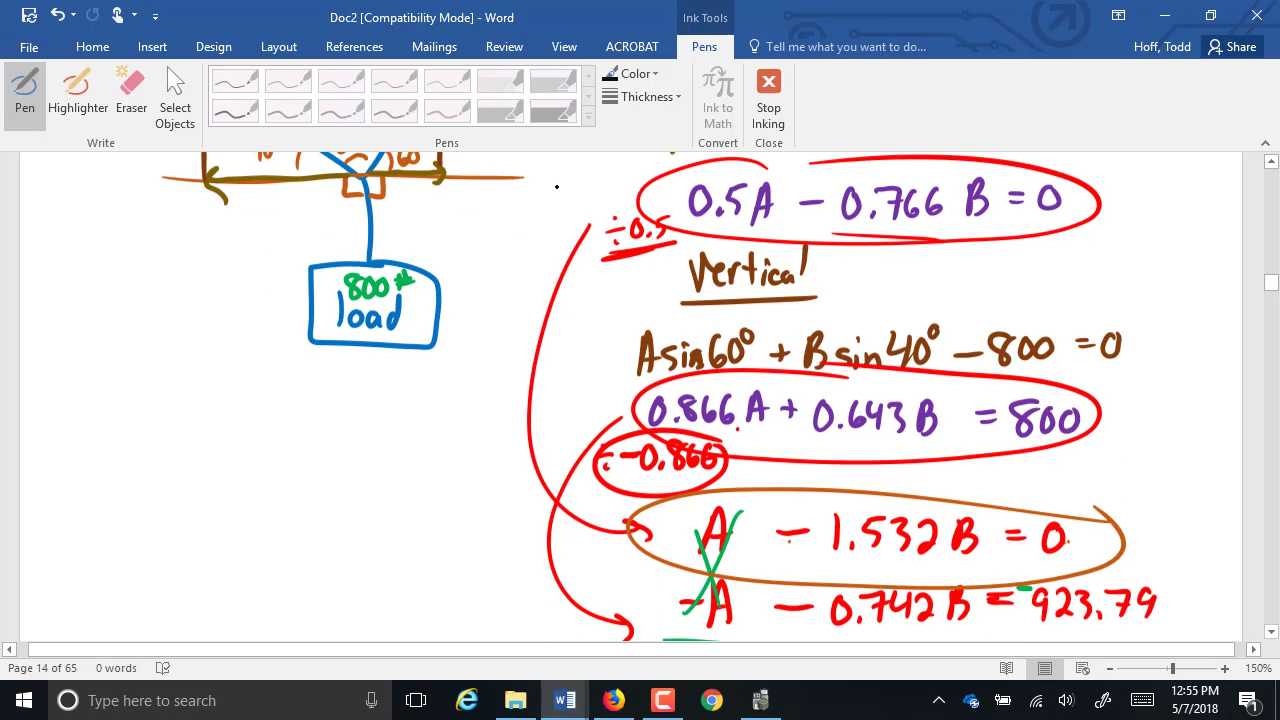 Doc2 [Compatibility Mode] - Word
Ink Tools
File Home Insert Design Layout References Mailings Review View ACROBAT Pens Tell me what you want to do... Hoff, Todd Share
Pen Highlighter Eraser Select Objects
Color
Thickness
Ink to Math
Stop Inking
Write Pens Convert Close
60
0.5A - 0.766 B = 0
÷0.5
Vertical
800 #
load
A sin 60° + B sin 40° - 800 = 0
0.866 A + 0.643 B = 800
÷ -0.866
A - 1.532 B = 0
-A - 0.742 B = -923.79
Page 14 of 65 0 words 150%
Type here to search
12:55 PM
5/7/2018
1